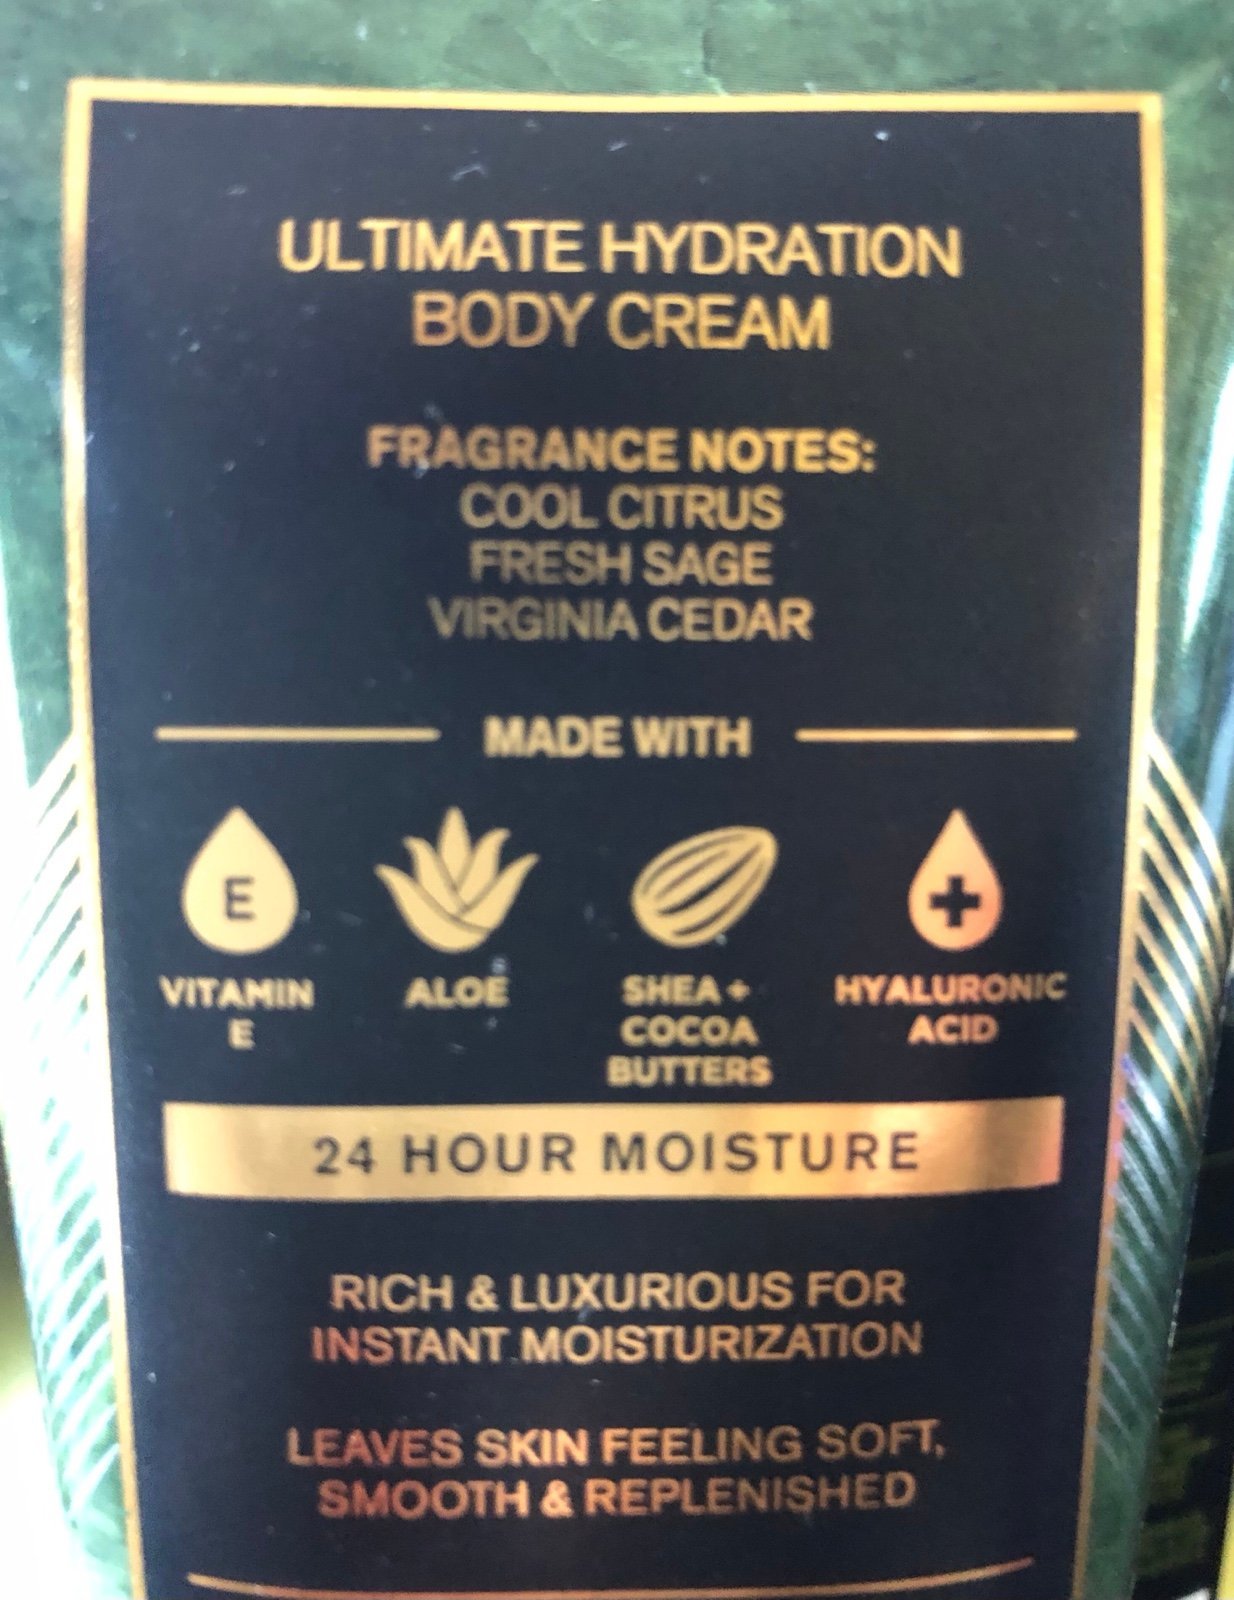 ULTIMATE HYDRATION
BODY CREAM
FRAGRANCE NOTES:
COOL CITRUS
FRESH SAGE
VIRGINIA CEDAR
MADE WITH
E
VITAMIN
E
ALOE
SHEA +
COCOA
BUTTERS
HYALURONIC
ACID
24 HOUR MOISTURE
RICH & LUXURIOUS FOR
INSTANT MOISTURIZATION
LEAVES SKIN FEELING SOFT,
SMOOTH & REPLENISHED